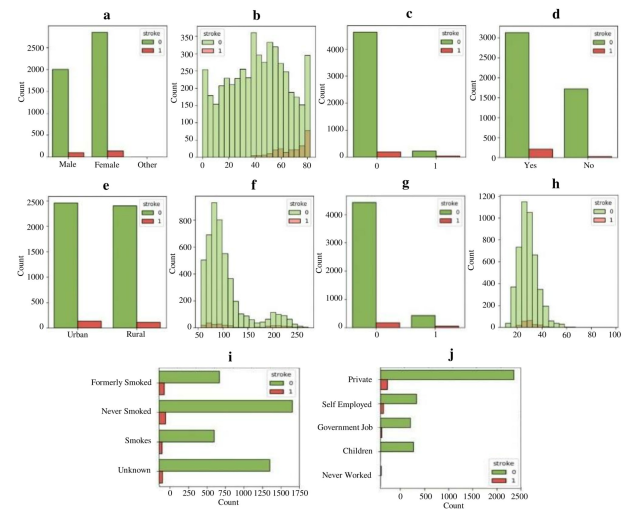 a
stroke
0
1
2500
2000
1500
1000
500
0
Count
Male Female Other
b
stroke
0
1
350
300
250
200
150
100
50
0
Count
0 20 40 60 80
c
stroke
0
1
4000
3000
2000
1000
0
Count
0 1
d
stroke
0
1
3000
2500
2000
1500
1000
500
0
Count
Yes No
e
stroke
0
1
2500
2000
1500
1000
500
0
Count
Urban Rural
f
stroke
0
1
800
600
400
200
0
Count
50 100 150 200 250
g
stroke
0
1
4000
3000
2000
1000
0
Count
0 1
h
stroke
0
1
1200
1000
800
600
400
200
0
Count
20 40 60 80 100
i
stroke
0
1
Formerly Smoked
Never Smoked
Smokes
Unknown
0 250 500 750 1000 1250 1500 1750
Count
j
Private
Self Employed
Government Job
Children
Never Worked
stroke
0
1
0 500 1000 1500 2000 2500
Count